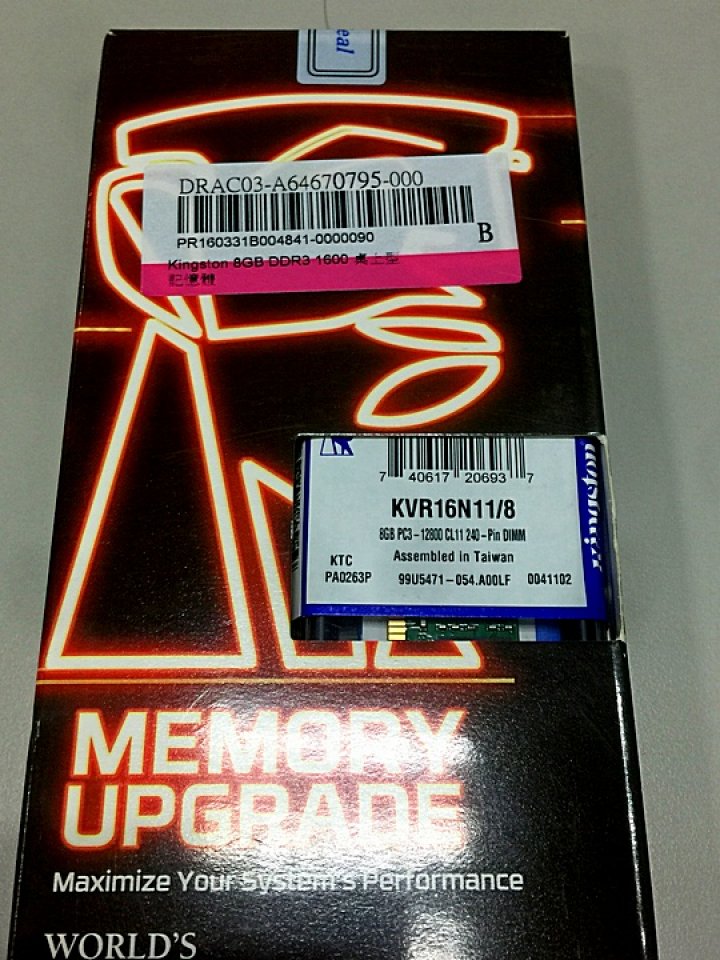 eal
DRAC03-A64670795-000
PR160331B004841-0000090
B
Kingston 8GB DDR3 1600 桌上型
記憶體
7 40617 20693 7
KVR16N11/8
8GB PC3-12800 CL11 240-Pin DIMM
Assembled in Taiwan
KTC
PA0263P
99U5471-054.A00LF 0041102
Kingston
MEMORY
UPGRADE
Maximize Your System's Performance
WORLD'S